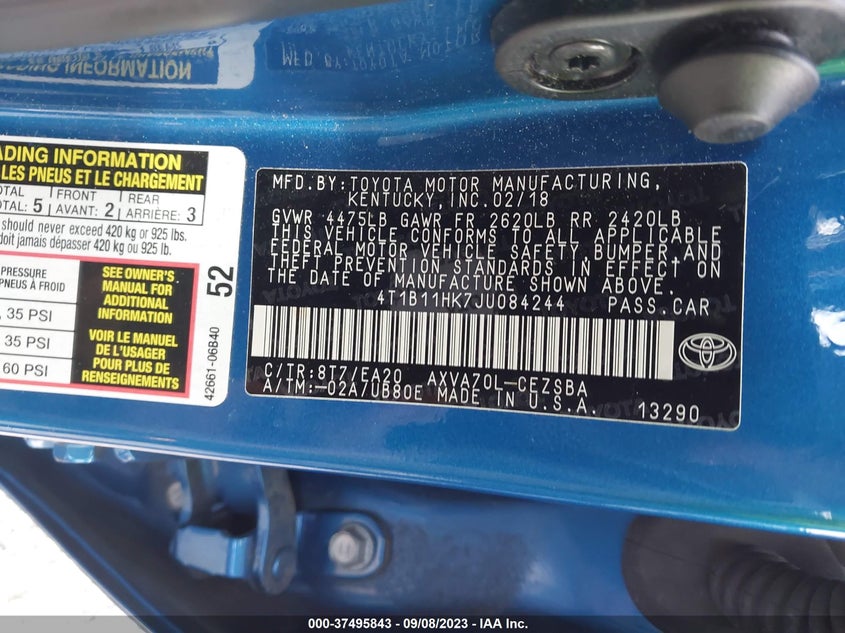 ADING INFORMATION
LES PNEUS ET LE CHARGEMENT
TOTAL: 5 FRONT AVANT: 2 REAR ARRIÈRE: 3
should never exceed 420 kg or 925 lbs.
doit jamais dépasser 420 kg ou 925 lb.
PRESSURE
PNEUS À FROID
35 PSI
35 PSI
60 PSI
SEE OWNER'S
MANUAL FOR
ADDITIONAL
INFORMATION
VOIR LE MANUEL
DE L'USAGER
POUR PLUS DE
RENSEIGNEMENTS
52
42661-06B40
MFD.BY:TOYOTA MOTOR MANUFACTURING,
KENTUCKY,INC.02/18
GVWR 4475LB GAWR FR 2620LB RR 2420LB
THIS VEHICLE CONFORMS TO ALL APPLICABLE
FEDERAL MOTOR VEHICLE SAFETY,BUMPER,AND
THEFT PREVENTION STANDARDS IN EFFECT ON
THE DATE OF MANUFACTURE SHOWN ABOVE.
4T1B11HK7JU084244 PASS.CAR
C/TR:8T7/EA20 AXVA70L-CEZSBA
A/TM:-02A/UB80E MADE IN U.S.A. 13290
000-37495843 - 09/08/2023 - IAA Inc.